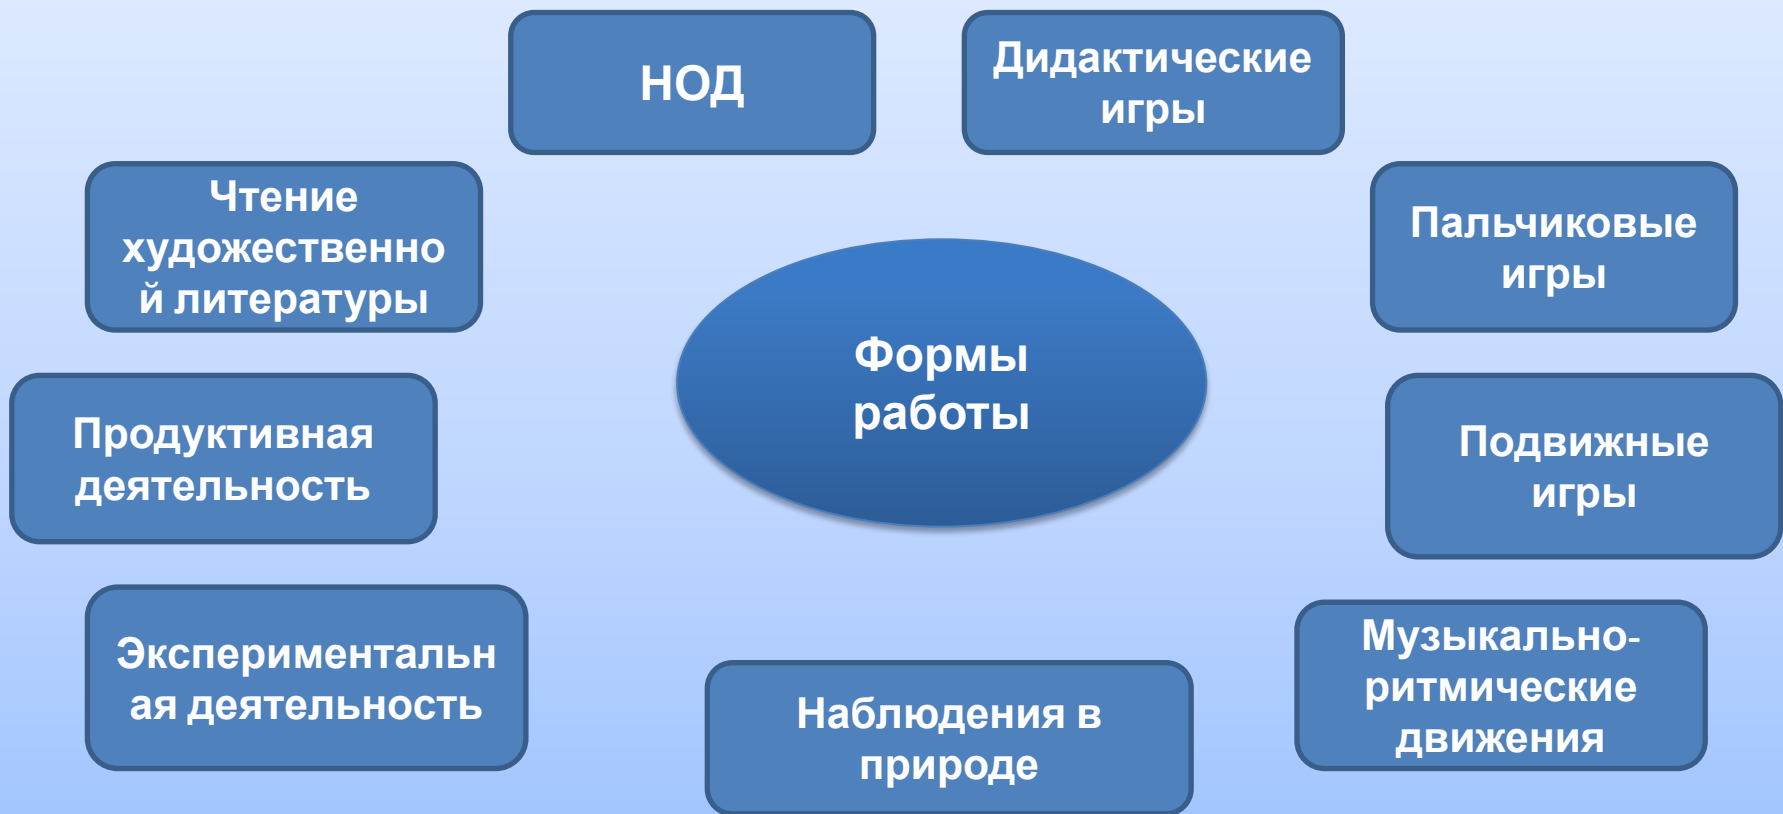 НОД
Дидактические
игры
Чтение
художественно
й литературы
Пальчиковые
игры
Формы
работы
Продуктивная
деятельность
Подвижные
игры
Экспериментальн
ая деятельность
Музыкально-
ритмические
движения
Наблюдения в
природе